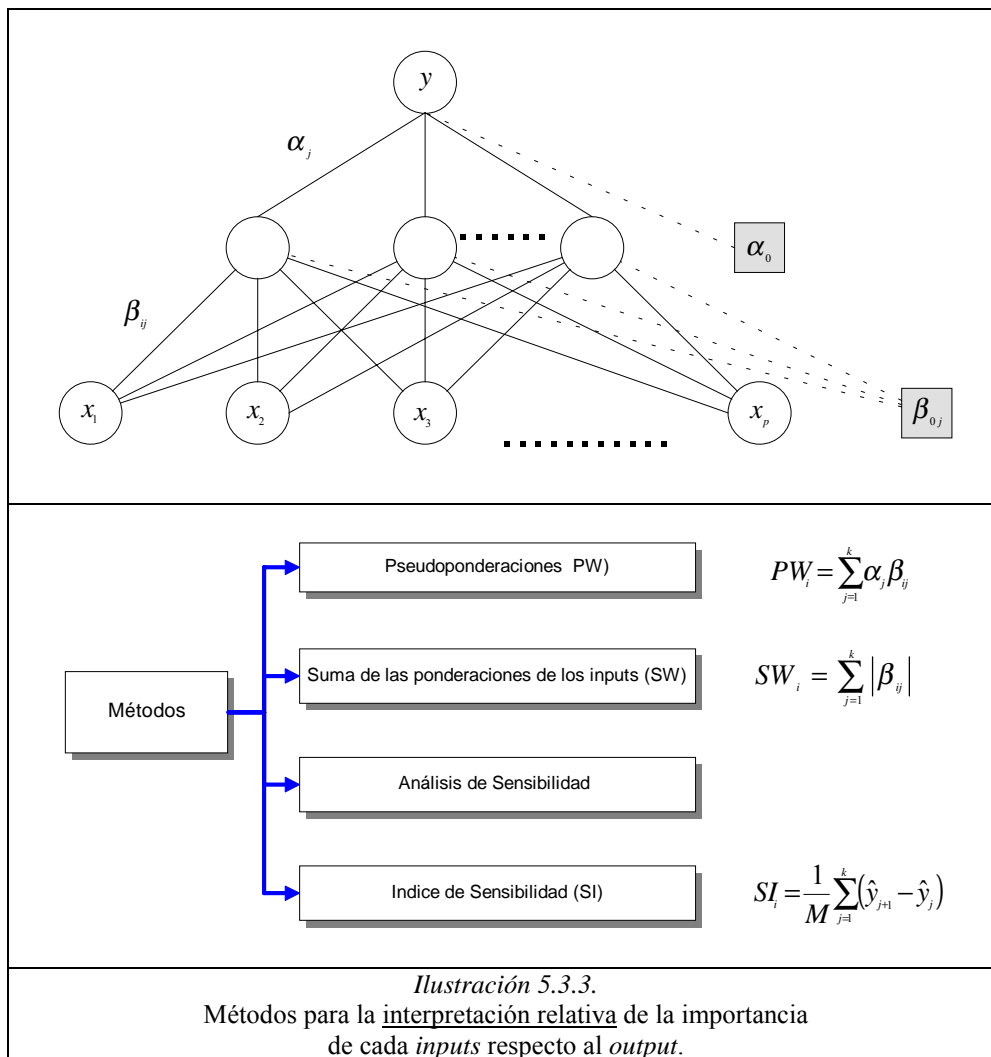 y
α_j
α_0
β_ij
x_1 x_2 x_3 x_p
β_0j
Pseudoponderaciones PW)
PW_i = ∑_{j=1}^{k} α_j β_ij
Suma de las ponderaciones de los inputs (SW)
SW_i = ∑_{j=1}^{k} |β_ij|
Métodos
Análisis de Sensibilidad
Indice de Sensibilidad (SI)
SI_i = 1/M ∑_{j=1}^{k} (ŷ_{j+1} − ŷ_j)
Ilustración 5.3.3.
Métodos para la interpretación relativa de la importancia
de cada inputs respecto al output.